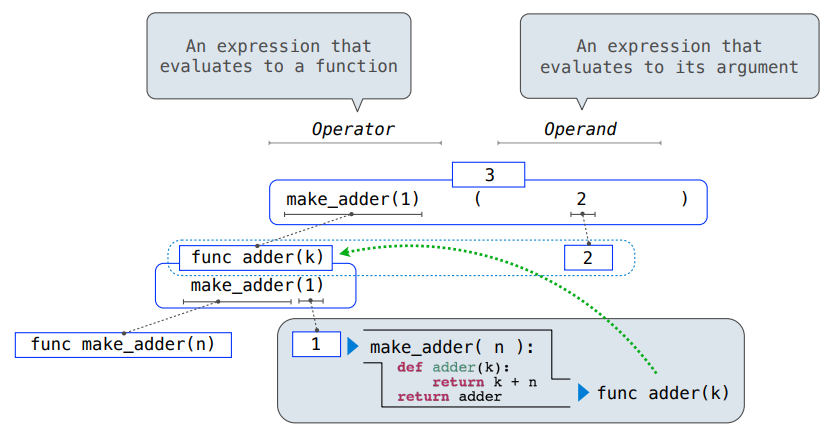 An expression that
evaluates to a function
An expression that
evaluates to its argument
Operator
Operand
3
make_adder(1) ( 2 )
func adder(k)
2
make_adder(1)
func make_adder(n)
1
make_adder( n ):
def adder(k):
return k + n
return adder
func adder(k)